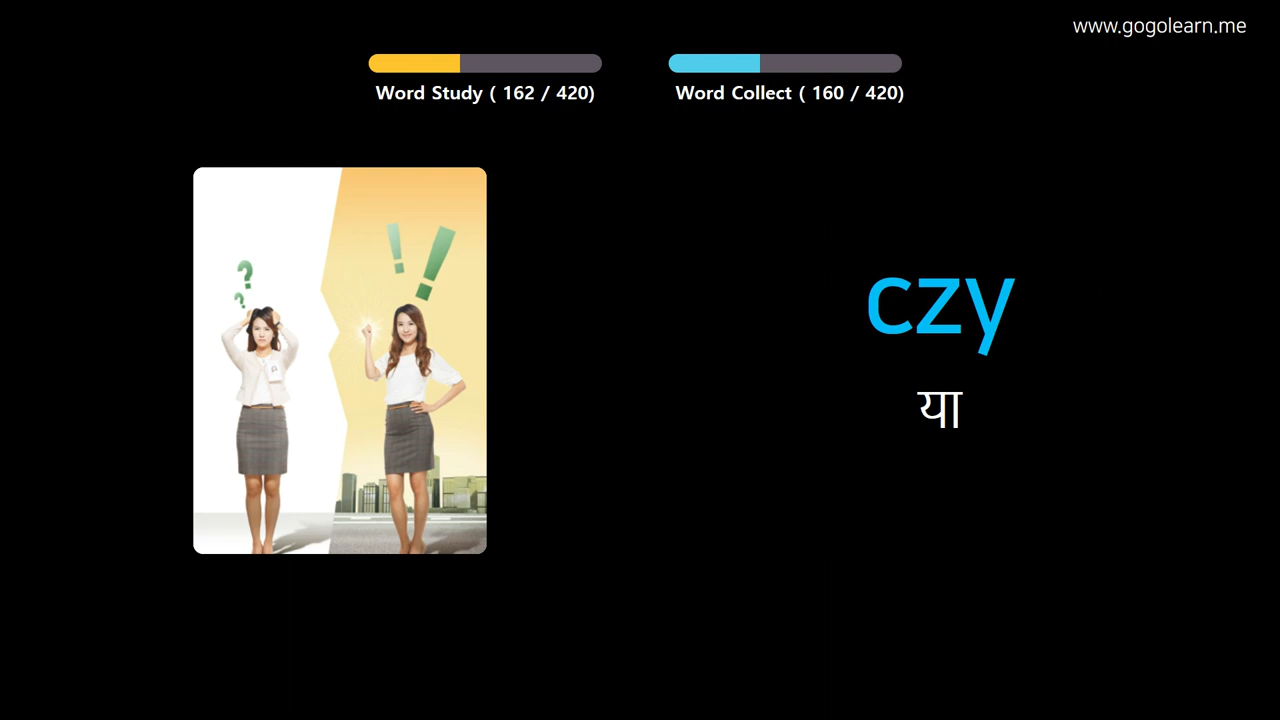 www.gogolearn.me
Word Study ( 162 / 420)
Word Collect ( 160 / 420)
? ?
! !
czy
या